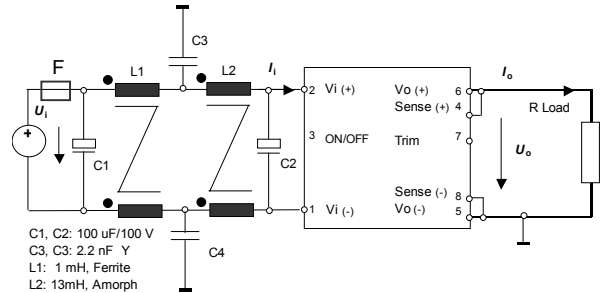 C3
F
L1
L2
Ii
Io
Ui
+
C1
C2
2 Vi (+)
Vo (+) 6
Sense (+) 4
R Load
3 ON/OFF
Trim 7
Uo
Sense (-) 8
1 Vi (-)
Vo (-) 5
C4
C1, C2: 100 uF/100 V
C3, C3: 2.2 nF Y
L1: 1 mH, Ferrite
L2: 13mH, Amorph